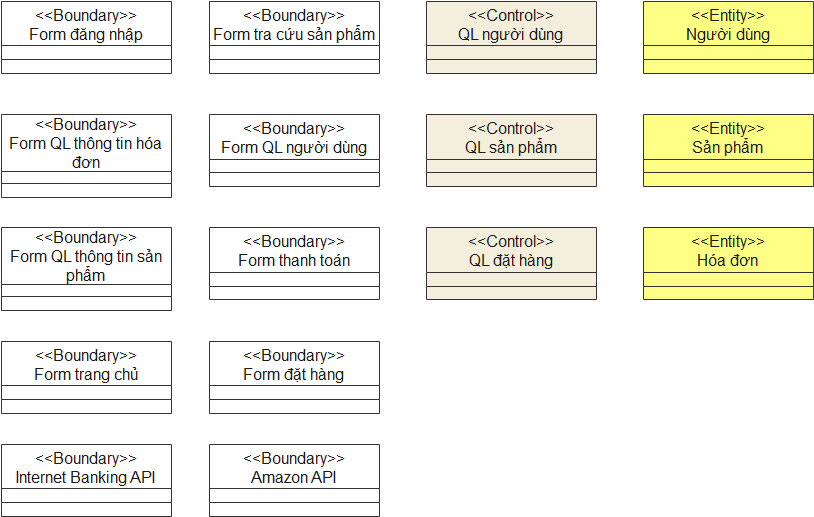 <<Boundary>>
Form đăng nhập
<<Boundary>>
Form tra cứu sản phẩm
<<Control>>
QL người dùng
<<Entity>>
Người dùng
<<Boundary>>
Form QL thông tin hóa
đơn
<<Boundary>>
Form QL người dùng
<<Control>>
QL sản phẩm
<<Entity>>
Sản phẩm
<<Boundary>>
Form QL thông tin sản
phẩm
<<Boundary>>
Form thanh toán
<<Control>>
QL đặt hàng
<<Entity>>
Hóa đơn
<<Boundary>>
Form trang chủ
<<Boundary>>
Form đặt hàng
<<Boundary>>
Internet Banking API
<<Boundary>>
Amazon API